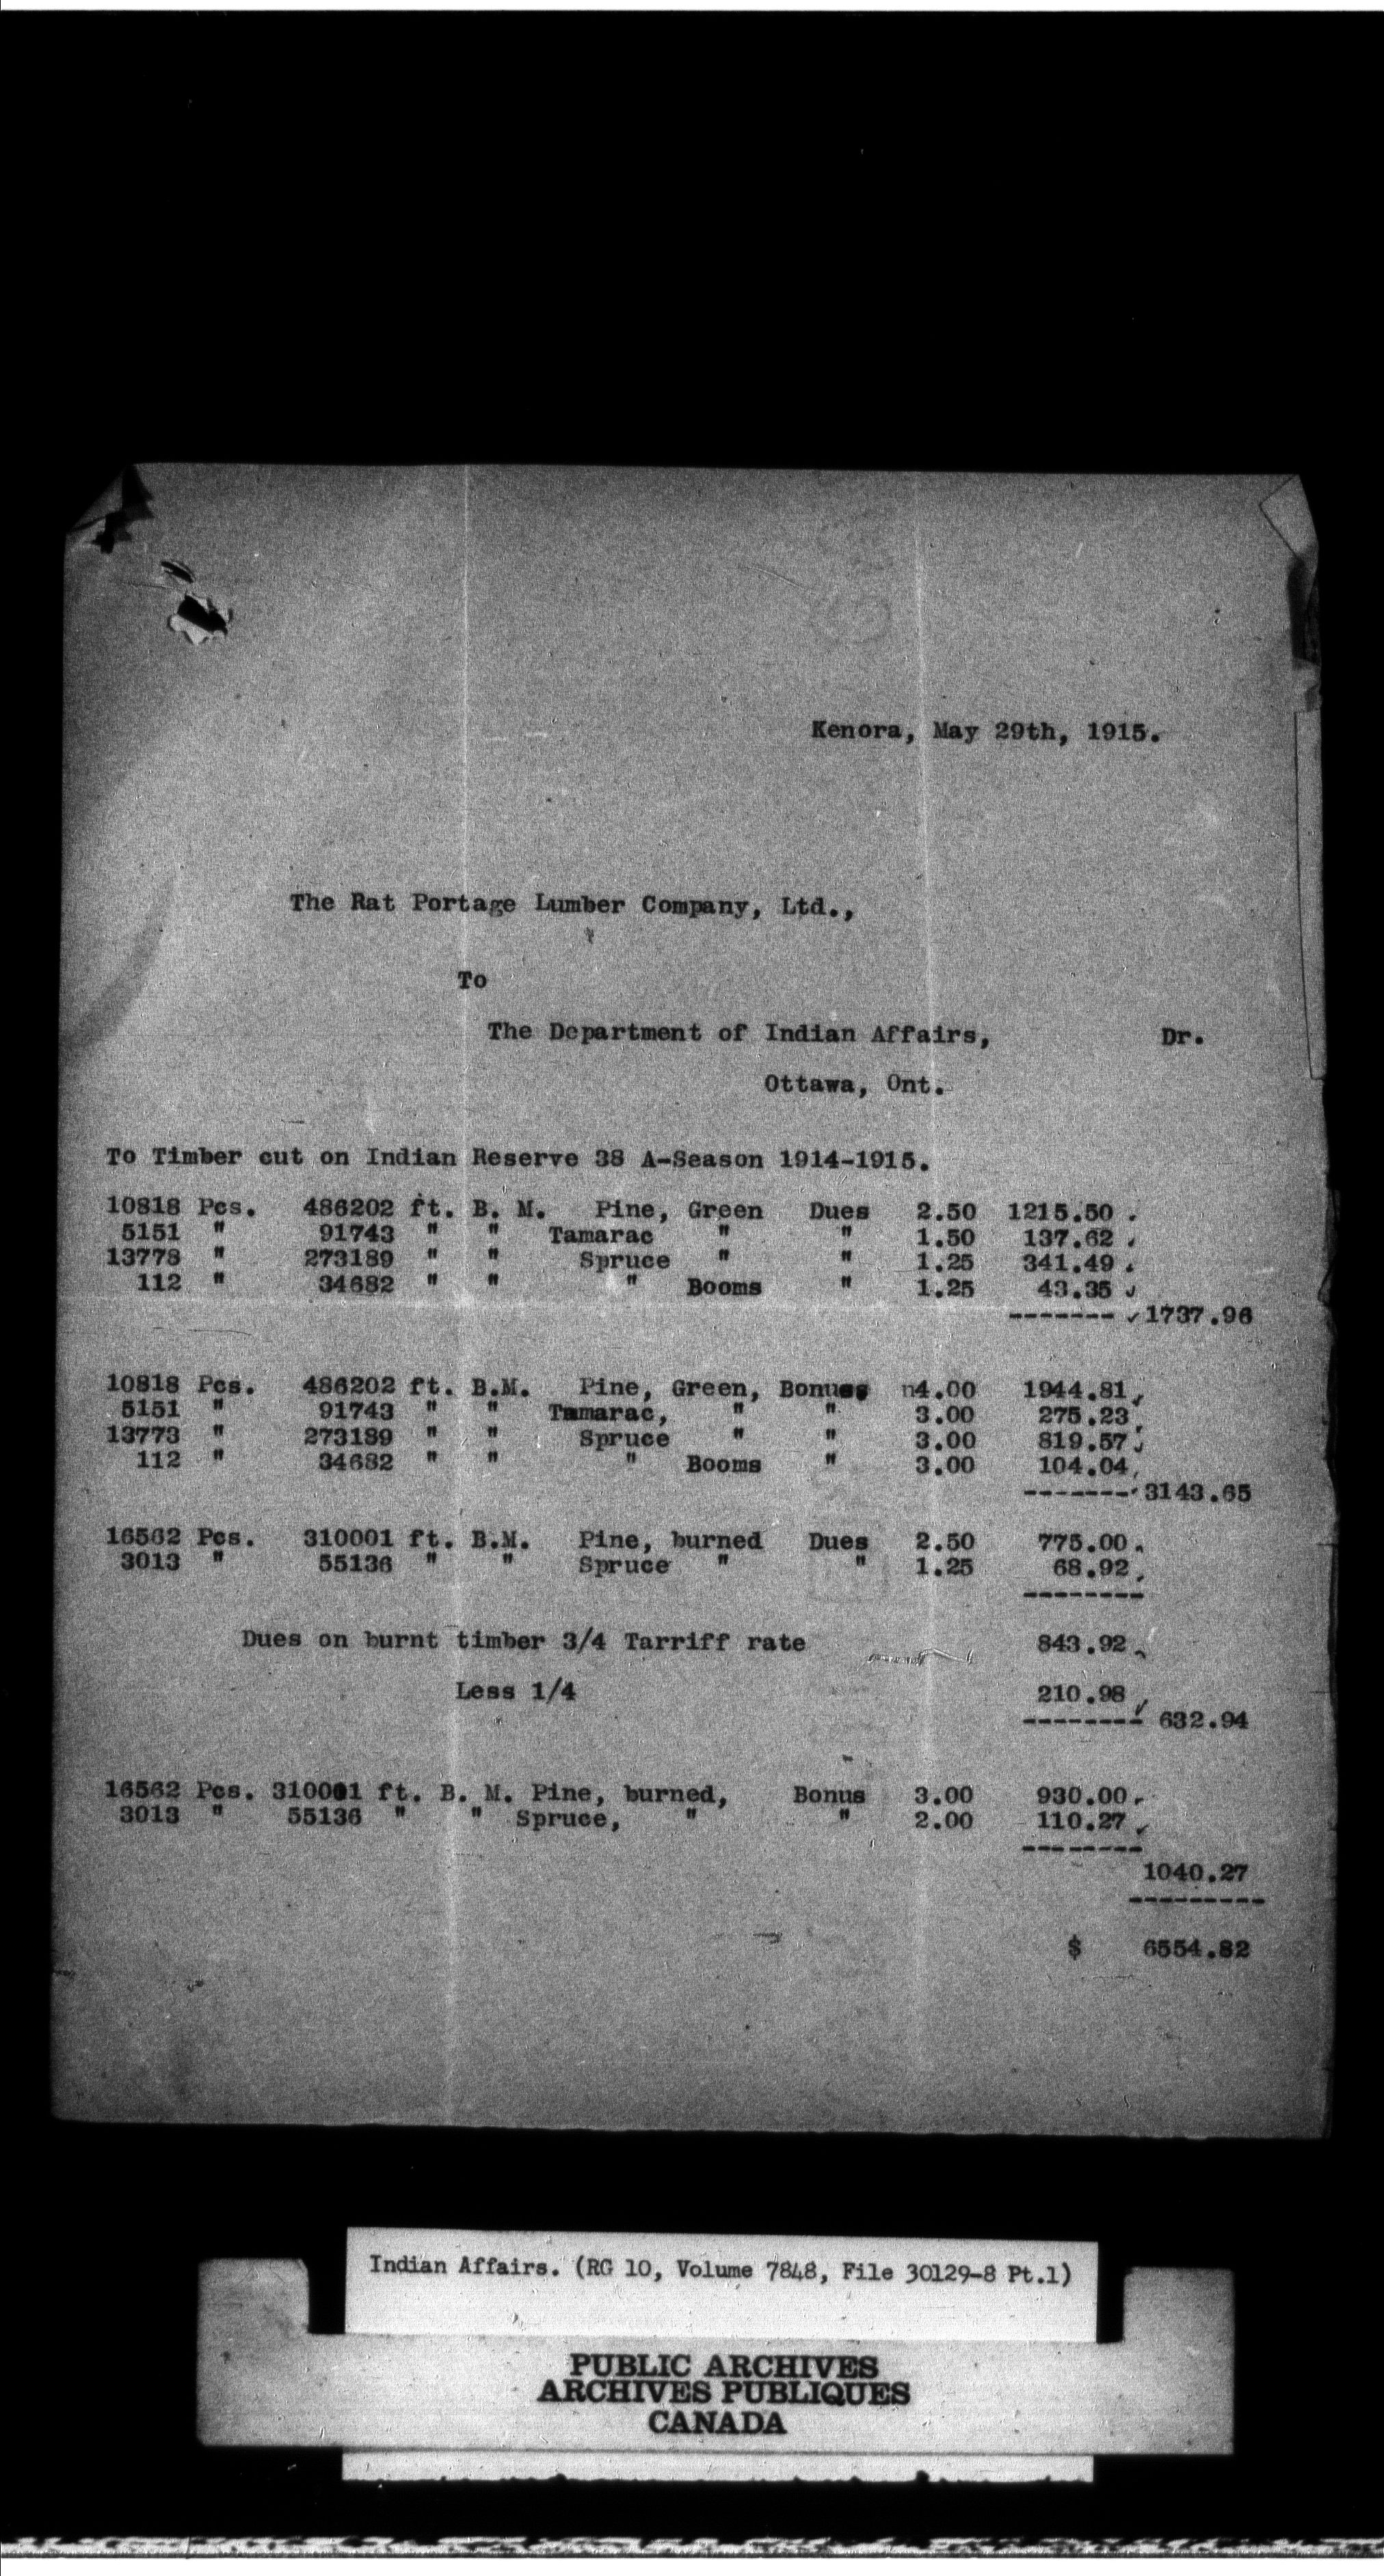 Kenora, May 29th, 1915.
The Rat Portage Lumber Company, Ltd.,
To
The Department of Indian Affairs, Dr.
Ottawa, Ont.
To Timber cut on Indian Reserve 38 A-Season 1914-1915.
10818 Pcs. 486202 ft. B. M. Pine, Green Dues 2.50 1215.50
5151 " 91743 " " Tamarac " " 1.50 137.62
13773 " 273189 " " Spruce " " 1.25 341.49
112 " 34682 " " " Booms " 1.25 43.35
------- 1737.96
10818 Pcs. 486202 ft. B.M. Pine, Green, Bonus 4.00 1944.81
5151 " 91743 " " Tamarac, " " 3.00 275.23
13773 " 273189 " " Spruce " " 3.00 819.57
112 " 34682 " " " Booms " 3.00 104.04
------- 3143.65
16562 Pcs. 310001 ft. B.M. Pine, burned Dues 2.50 775.00
3013 " 55136 " " Spruce " " 1.25 68.92
--------
Dues on burnt timber 3/4 Tarriff rate 843.92
Less 1/4 210.98
-------- 632.94
16562 Pcs. 310001 ft. B. M. Pine, burned, Bonus 3.00 930.00
3013 " 55136 " " Spruce, " " 2.00 110.27
--------
1040.27
---------
$ 6554.82
Indian Affairs. (RG 10, Volume 7848, File 30129-8 Pt.1)
PUBLIC ARCHIVES
ARCHIVES PUBLIQUES
CANADA